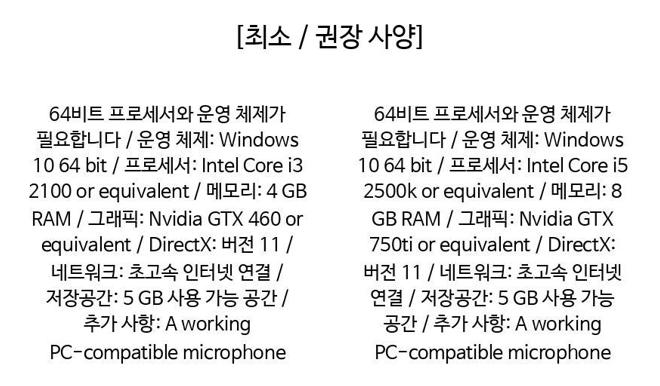 [최소 / 권장 사양]
64비트 프로세서와 운영 체제가
필요합니다 / 운영 체제: Windows
10 64 bit / 프로세서: Intel Core i3
2100 or equivalent / 메모리: 4 GB
RAM / 그래픽: Nvidia GTX 460 or
equivalent / DirectX: 버전 11 /
네트워크: 초고속 인터넷 연결 /
저장공간: 5 GB 사용 가능 공간 /
추가 사항: A working
PC-compatible microphone
64비트 프로세서와 운영 체제가
필요합니다 / 운영 체제: Windows
10 64 bit / 프로세서: Intel Core i5
2500k or equivalent / 메모리: 8
GB RAM / 그래픽: Nvidia GTX
750ti or equivalent / DirectX:
버전 11 / 네트워크: 초고속 인터넷
연결 / 저장공간: 5 GB 사용 가능
공간 / 추가 사항: A working
PC-compatible microphone